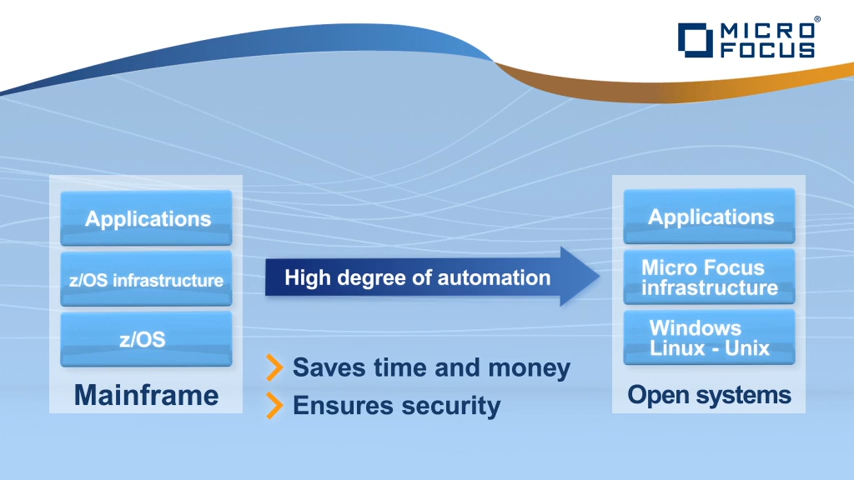 MICRO®
FOCUS
Applications
z/OS infrastructure
z/OS
Mainframe
High degree of automation
Saves time and money
Ensures security
Applications
Micro Focus
infrastructure
Windows
Linux - Unix
Open systems